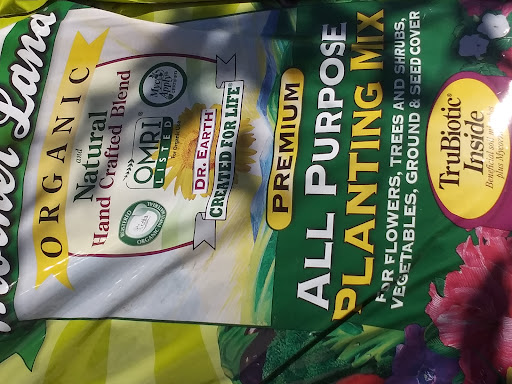 Mother Land
ORGANIC
and
Natural
Hand Crafted Blend
OMRI
LISTED
DR. EARTH
CREATED FOR LIFE
PREMIUM
ALL PURPOSE
PLANTING MIX
FOR FLOWERS, TREES AND SHRUBS,
VEGETABLES, GROUND & SEED COVER
TruBiotic
Inside